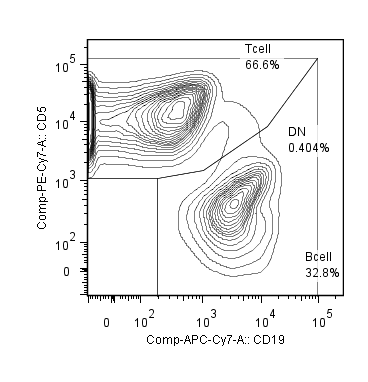 Tcell
66.6%
10^5
10^4
10^3
10^2
0
DN
0.404%
Bcell
32.8%
Comp-PE-Cy7-A:: CD5
0 10^2 10^3 10^4 10^5
Comp-APC-Cy7-A:: CD19